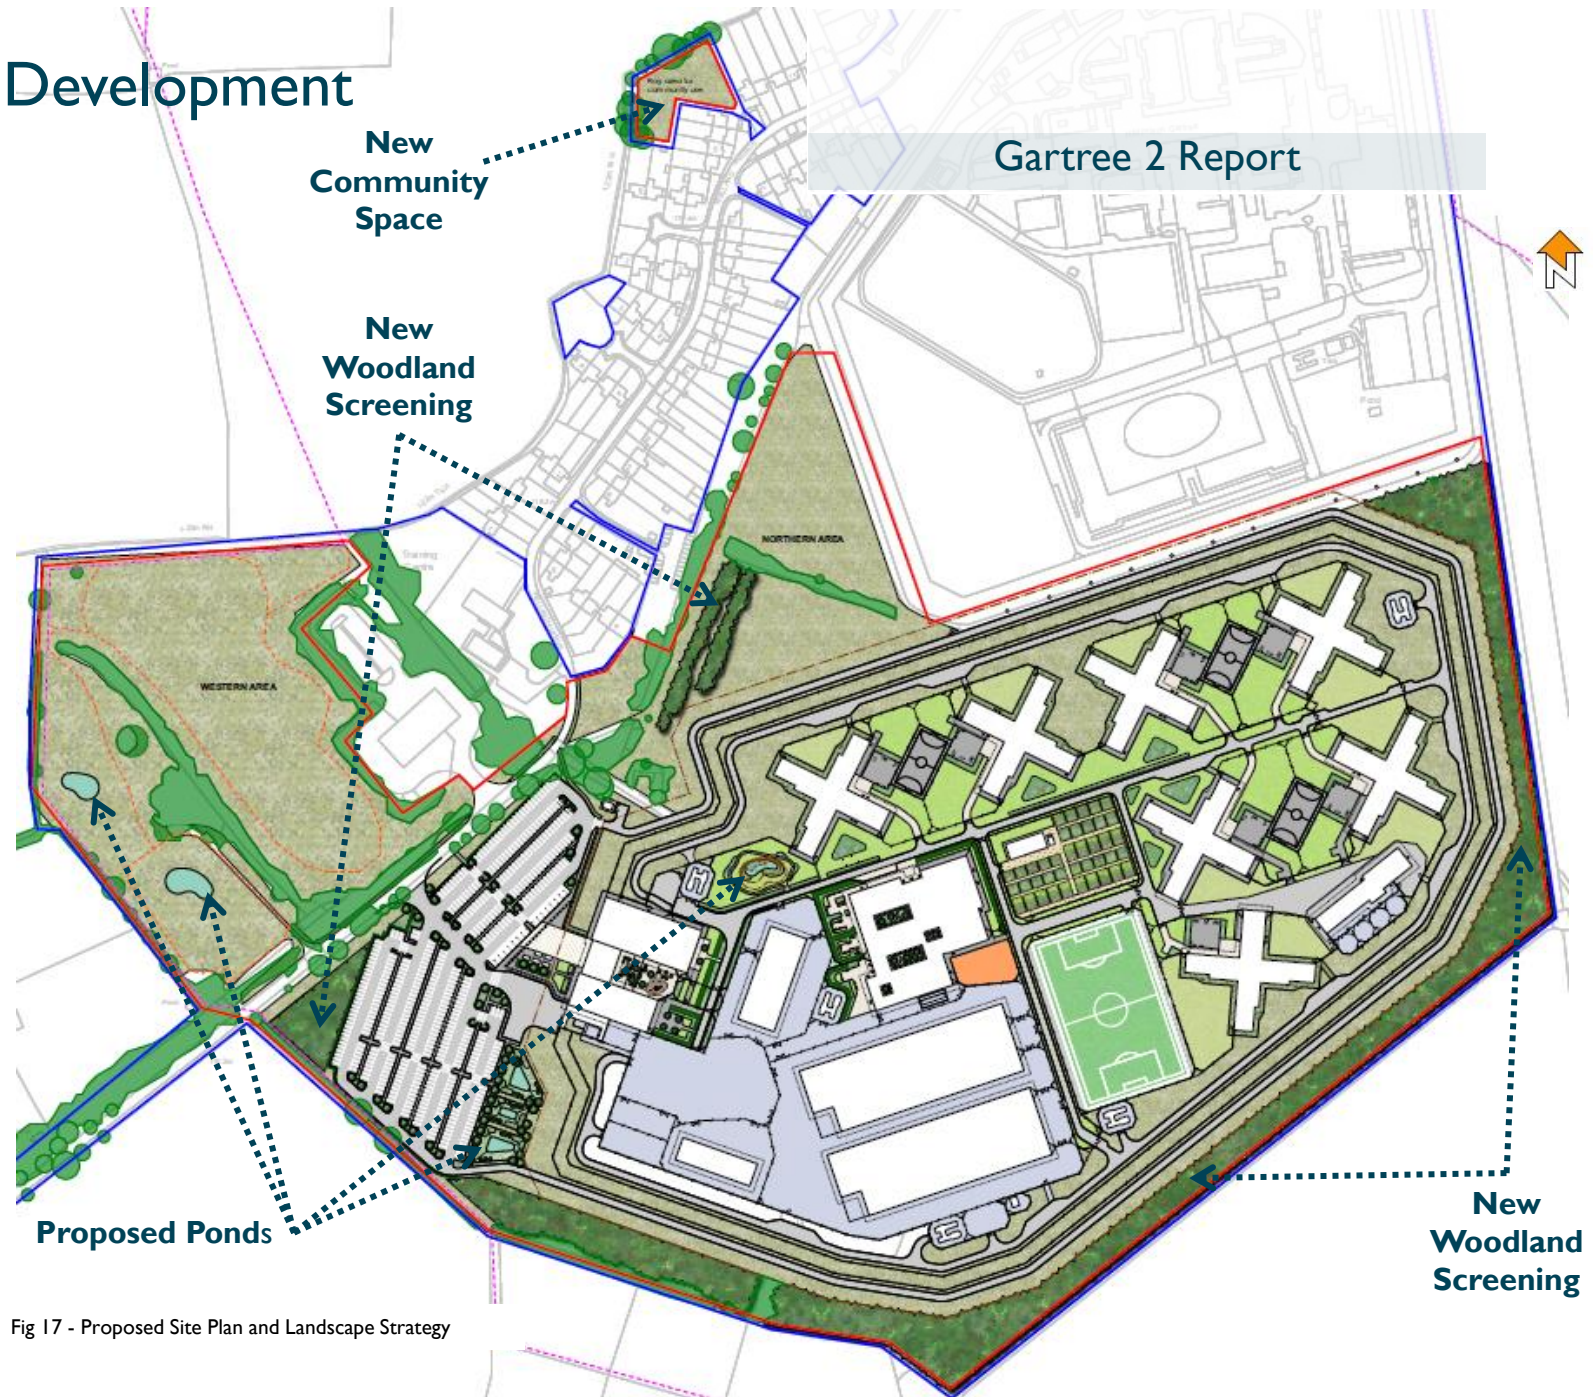 Development
Gartree 2 Report
New
Community
Space
N
New
Woodland
Screening
NORTHERN AREA
WESTERN AREA
Proposed Ponds
New
Woodland
Screening
Fig 17 - Proposed Site Plan and Landscape Strategy